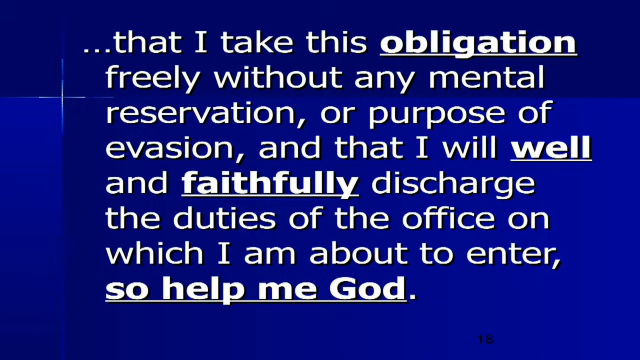 ...that I take this obligation
freely without any mental
reservation, or purpose of
evasion, and that I will well
and faithfully discharge
the duties of the office on
which I am about to enter,
so help me God.
18